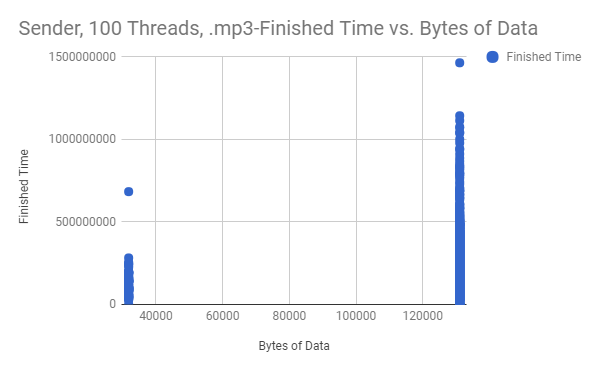 Sender, 100 Threads, .mp3-Finished Time vs. Bytes of Data
Finished Time
1500000000
1000000000
500000000
0
Finished Time
40000 60000 80000 100000 120000
Bytes of Data